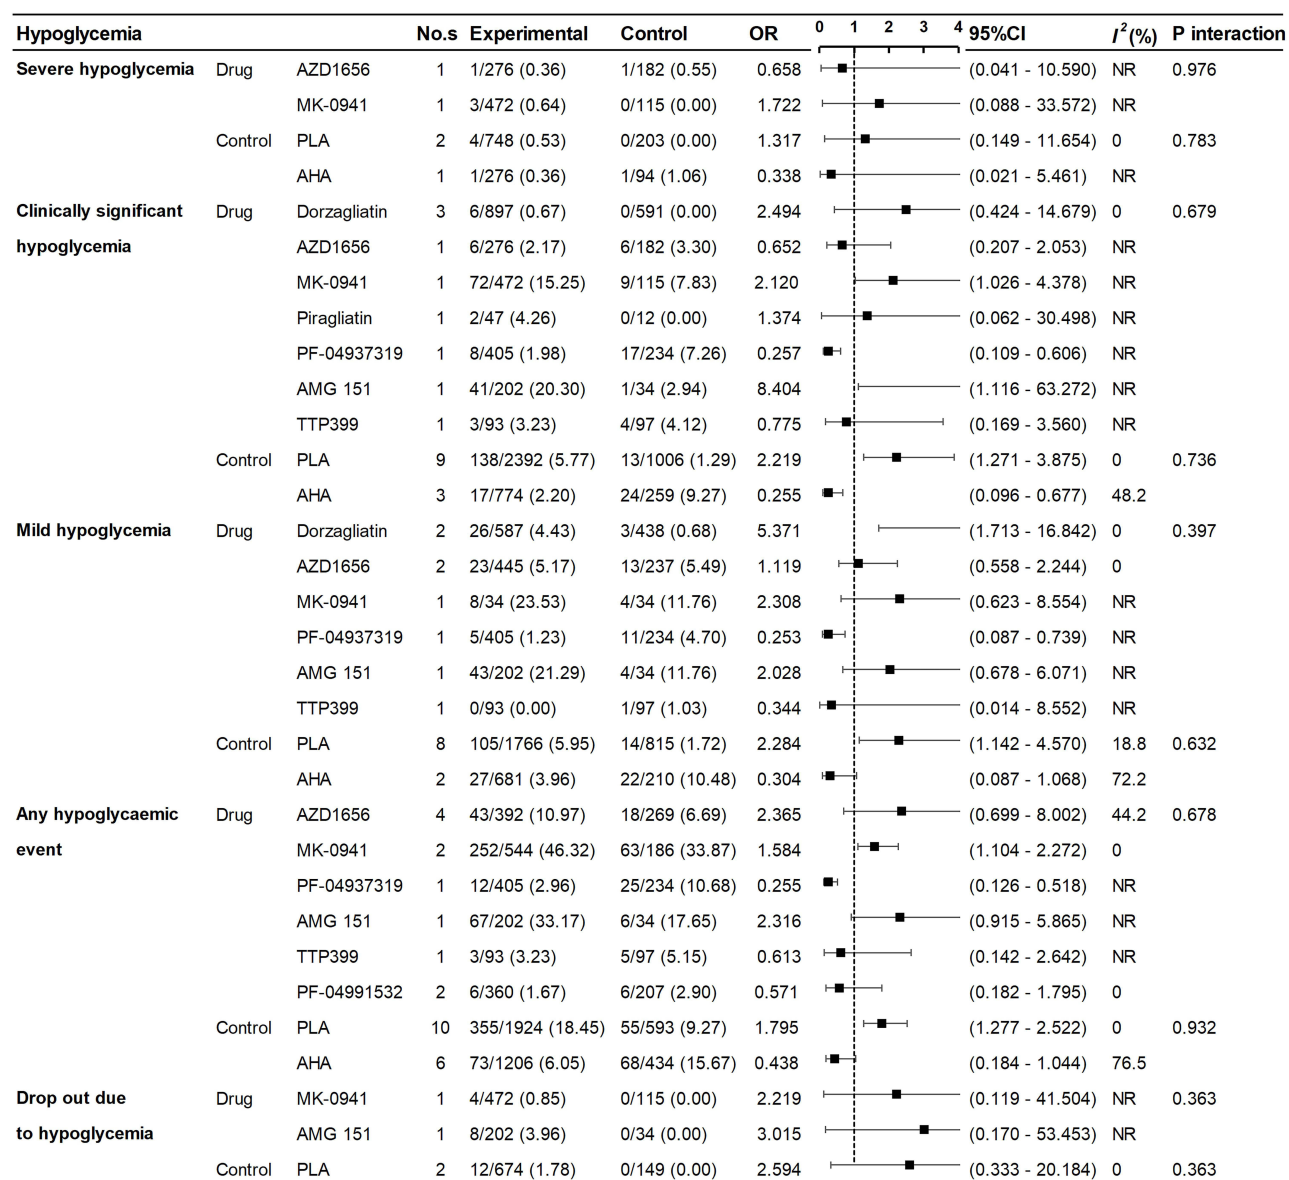 Hypoglycemia No.s Experimental Control OR 0 1 2 3 4 95%CI I²(%) P interaction
Severe hypoglycemia Drug AZD1656 1 1/276 (0.36) 1/182 (0.55) 0.658 (0.041 - 10.590) NR 0.976
MK-0941 1 3/472 (0.64) 0/115 (0.00) 1.722 (0.088 - 33.572) NR
Control PLA 2 4/748 (0.53) 0/203 (0.00) 1.317 (0.149 - 11.654) 0 0.783
AHA 1 1/276 (0.36) 1/94 (1.06) 0.338 (0.021 - 5.461) NR
Clinically significant Drug Dorzagliatin 3 6/897 (0.67) 0/591 (0.00) 2.494 (0.424 - 14.679) 0 0.679
hypoglycemia AZD1656 1 6/276 (2.17) 6/182 (3.30) 0.652 (0.207 - 2.053) NR
MK-0941 1 72/472 (15.25) 9/115 (7.83) 2.120 (1.026 - 4.378) NR
Piragliatin 1 2/47 (4.26) 0/12 (0.00) 1.374 (0.062 - 30.498) NR
PF-04937319 1 8/405 (1.98) 17/234 (7.26) 0.257 (0.109 - 0.606) NR
AMG 151 1 41/202 (20.30) 1/34 (2.94) 8.404 (1.116 - 63.272) NR
TTP399 1 3/93 (3.23) 4/97 (4.12) 0.775 (0.169 - 3.560) NR
Control PLA 9 138/2392 (5.77) 13/1006 (1.29) 2.219 (1.271 - 3.875) 0 0.736
AHA 3 17/774 (2.20) 24/259 (9.27) 0.255 (0.096 - 0.677) 48.2
Mild hypoglycemia Drug Dorzagliatin 2 26/587 (4.43) 3/438 (0.68) 5.371 (1.713 - 16.842) 0 0.397
AZD1656 2 23/445 (5.17) 13/237 (5.49) 1.119 (0.558 - 2.244) 0
MK-0941 1 8/34 (23.53) 4/34 (11.76) 2.308 (0.623 - 8.554) NR
PF-04937319 1 5/405 (1.23) 11/234 (4.70) 0.253 (0.087 - 0.739) NR
AMG 151 1 43/202 (21.29) 4/34 (11.76) 2.028 (0.678 - 6.071) NR
TTP399 1 0/93 (0.00) 1/97 (1.03) 0.344 (0.014 - 8.552) NR
Control PLA 8 105/1766 (5.95) 14/815 (1.72) 2.284 (1.142 - 4.570) 18.8 0.632
AHA 2 27/681 (3.96) 22/210 (10.48) 0.304 (0.087 - 1.068) 72.2
Any hypoglycaemic Drug AZD1656 4 43/392 (10.97) 18/269 (6.69) 2.365 (0.699 - 8.002) 44.2 0.678
event MK-0941 2 252/544 (46.32) 63/186 (33.87) 1.584 (1.104 - 2.272) 0
PF-04937319 1 12/405 (2.96) 25/234 (10.68) 0.255 (0.126 - 0.518) NR
AMG 151 1 67/202 (33.17) 6/34 (17.65) 2.316 (0.915 - 5.865) NR
TTP399 1 3/93 (3.23) 5/97 (5.15) 0.613 (0.142 - 2.642) NR
PF-04991532 2 6/360 (1.67) 6/207 (2.90) 0.571 (0.182 - 1.795) 0
Control PLA 10 355/1924 (18.45) 55/593 (9.27) 1.795 (1.277 - 2.522) 0 0.932
AHA 6 73/1206 (6.05) 68/434 (15.67) 0.438 (0.184 - 1.044) 76.5
Drop out due Drug MK-0941 1 4/472 (0.85) 0/115 (0.00) 2.219 (0.119 - 41.504) NR 0.363
to hypoglycemia AMG 151 1 8/202 (3.96) 0/34 (0.00) 3.015 (0.170 - 53.453) NR
Control PLA 2 12/674 (1.78) 0/149 (0.00) 2.594 (0.333 - 20.184) 0 0.363